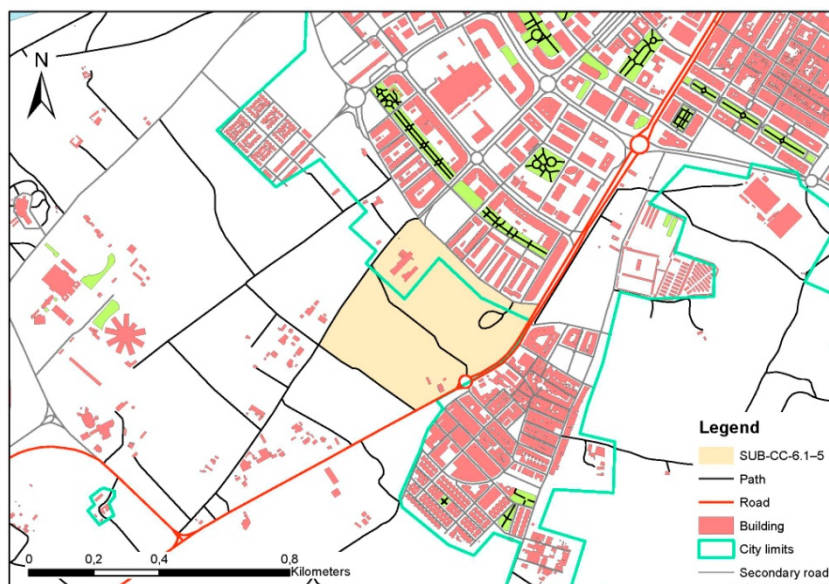 N
Legend
SUB-CC-6.1–5
Path
Road
Building
City limits
Secondary road
0 0,2 0,4 0,8
Kilometers